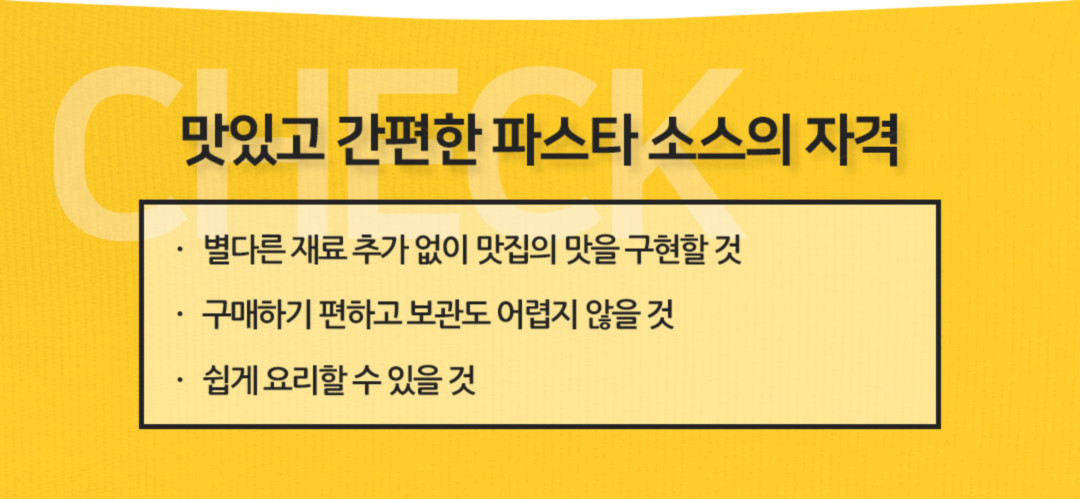 CHECK
맛있고 간편한 파스타 소스의 자격
· 별다른 재료 추가 없이 맛집의 맛을 구현할 것
· 구매하기 편하고 보관도 어렵지 않을 것
· 쉽게 요리할 수 있을 것